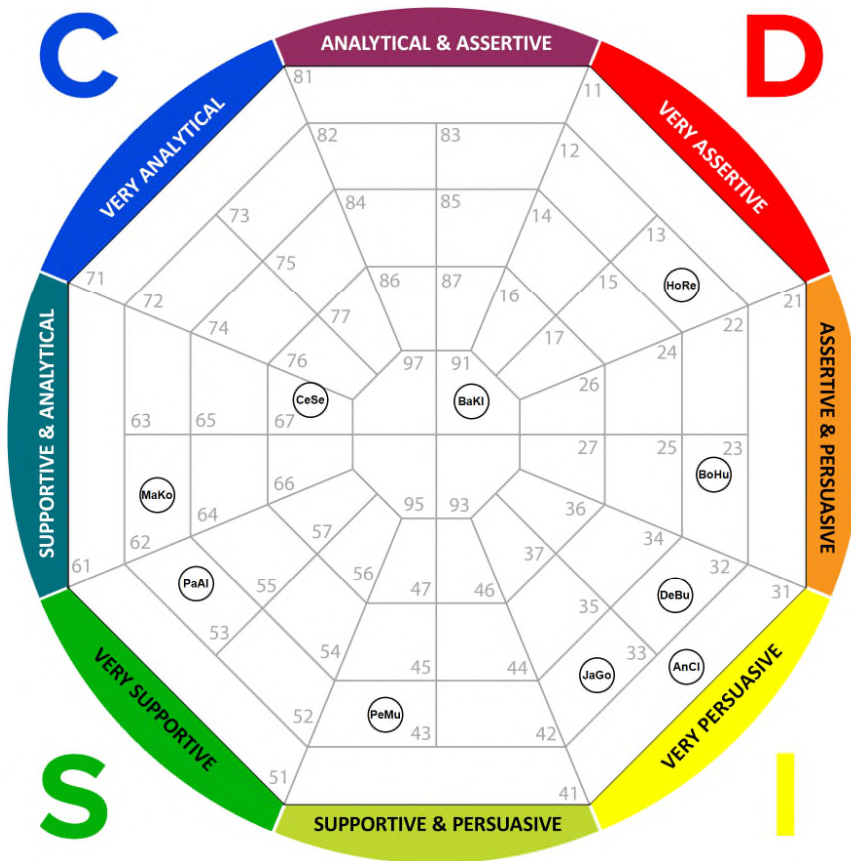 C
ANALYTICAL & ASSERTIVE
D
VERY ANALYTICAL
VERY ASSERTIVE
81
11
82
83
12
73
84
85
14
13
75
15
HoRe
71
72
86
87
16
21
77
22
74
17
24
76
97
91
26
CeSe
BaKl
63
65
67
27
25
23
SUPPORTIVE & ANALYTICAL
ASSERTIVE & PERSUASIVE
BoHu
66
MaKo
95
93
36
64
57
34
62
37
61
56
32
PaAl
55
47
46
31
DeBu
35
53
54
33
45
44
AnCl
JaGo
52
PeMu
43
42
VERY SUPPORTIVE
VERY PERSUASIVE
51
41
S
SUPPORTIVE & PERSUASIVE
I